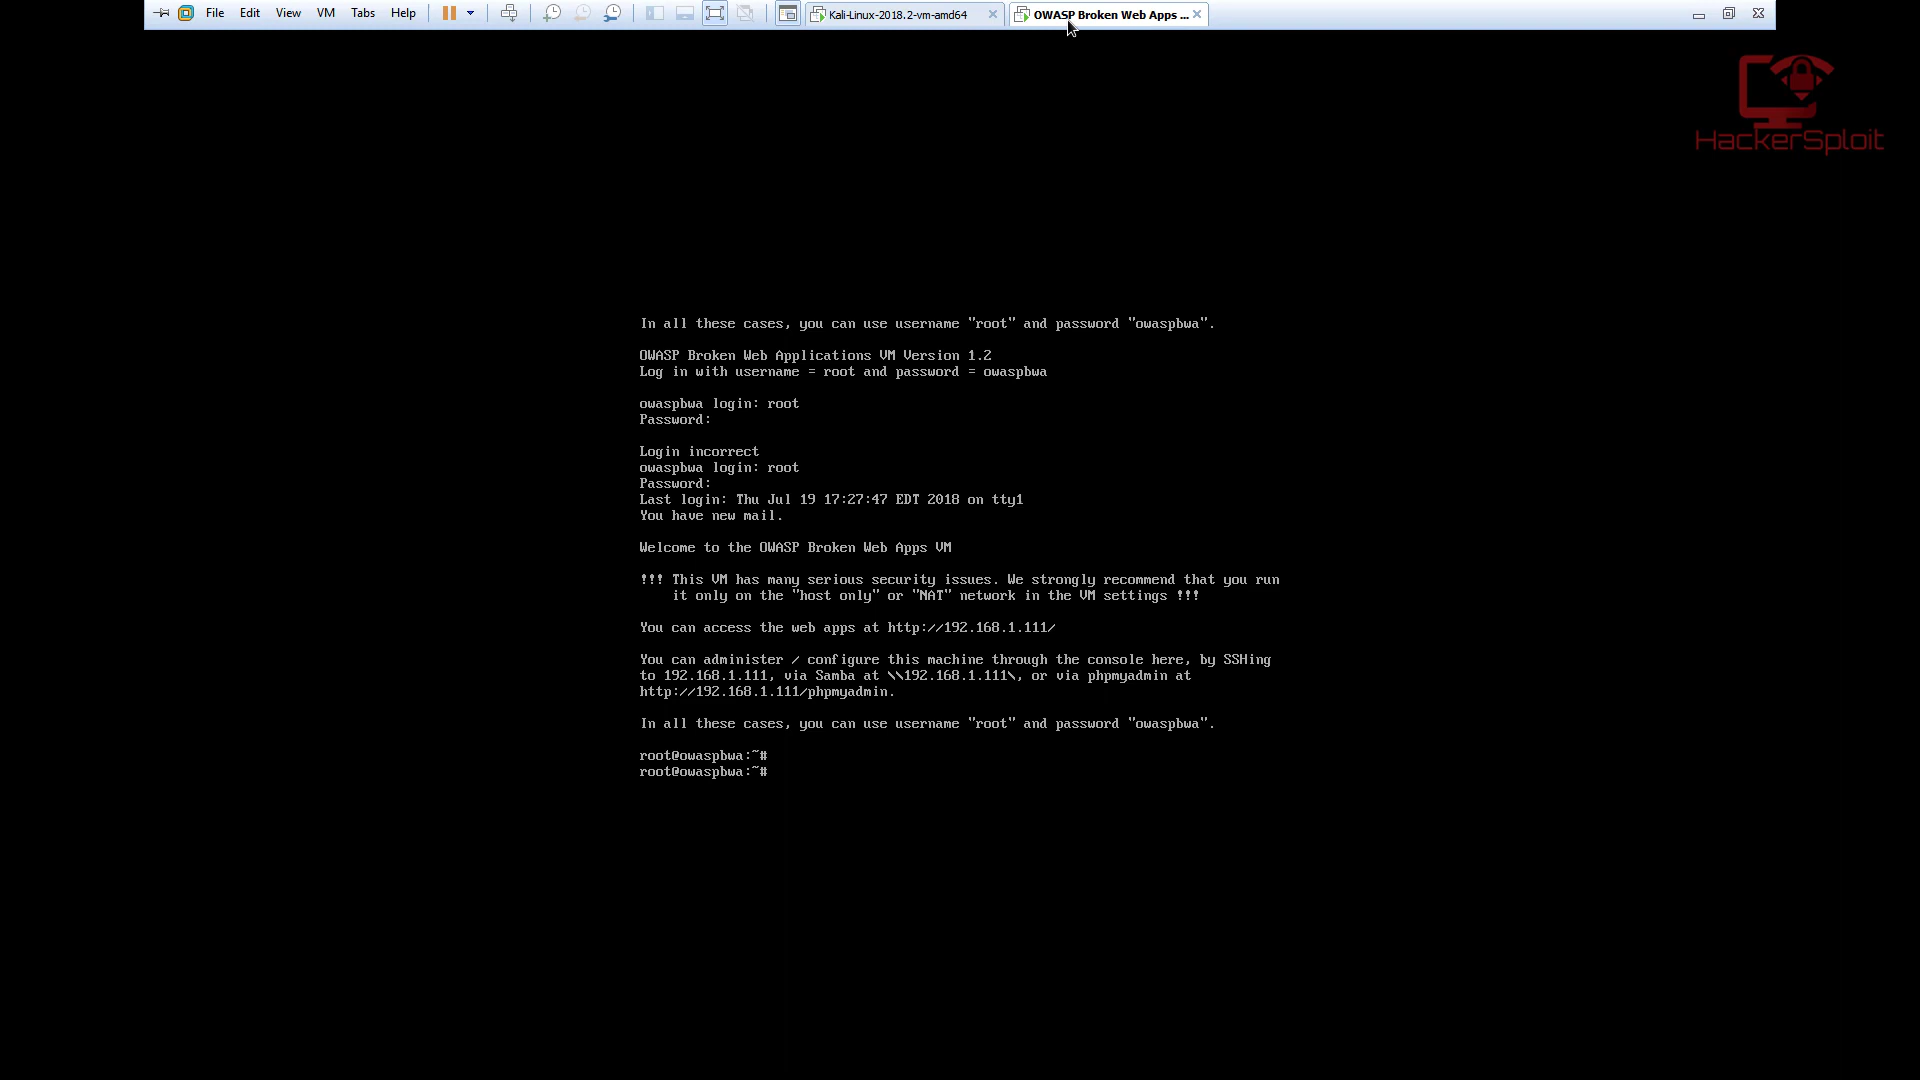 File Edit View VM Tabs Help Kali-Linux-2018.2-vm-amd64 OWASP Broken Web Apps ...
HackerSploit
In all these cases, you can use username "root" and password "owaspbwa".
OWASP Broken Web Applications VM Version 1.2
Log in with username = root and password = owaspbwa
owaspbwa login: root
Password:
Login incorrect
owaspbwa login: root
Password:
Last login: Thu Jul 19 17:27:47 EDT 2018 on tty1
You have new mail.
Welcome to the OWASP Broken Web Apps VM
!!! This VM has many serious security issues. We strongly recommend that you run
it only on the "host only" or "NAT" network in the VM settings !!!
You can access the web apps at http://192.168.1.111/
You can administer / configure this machine through the console here, by SSHing
to 192.168.1.111, via Samba at \\192.168.1.111\, or via phpmyadmin at
http://192.168.1.111/phpmyadmin.
In all these cases, you can use username "root" and password "owaspbwa".
root@owaspbwa:~#
root@owaspbwa:~#